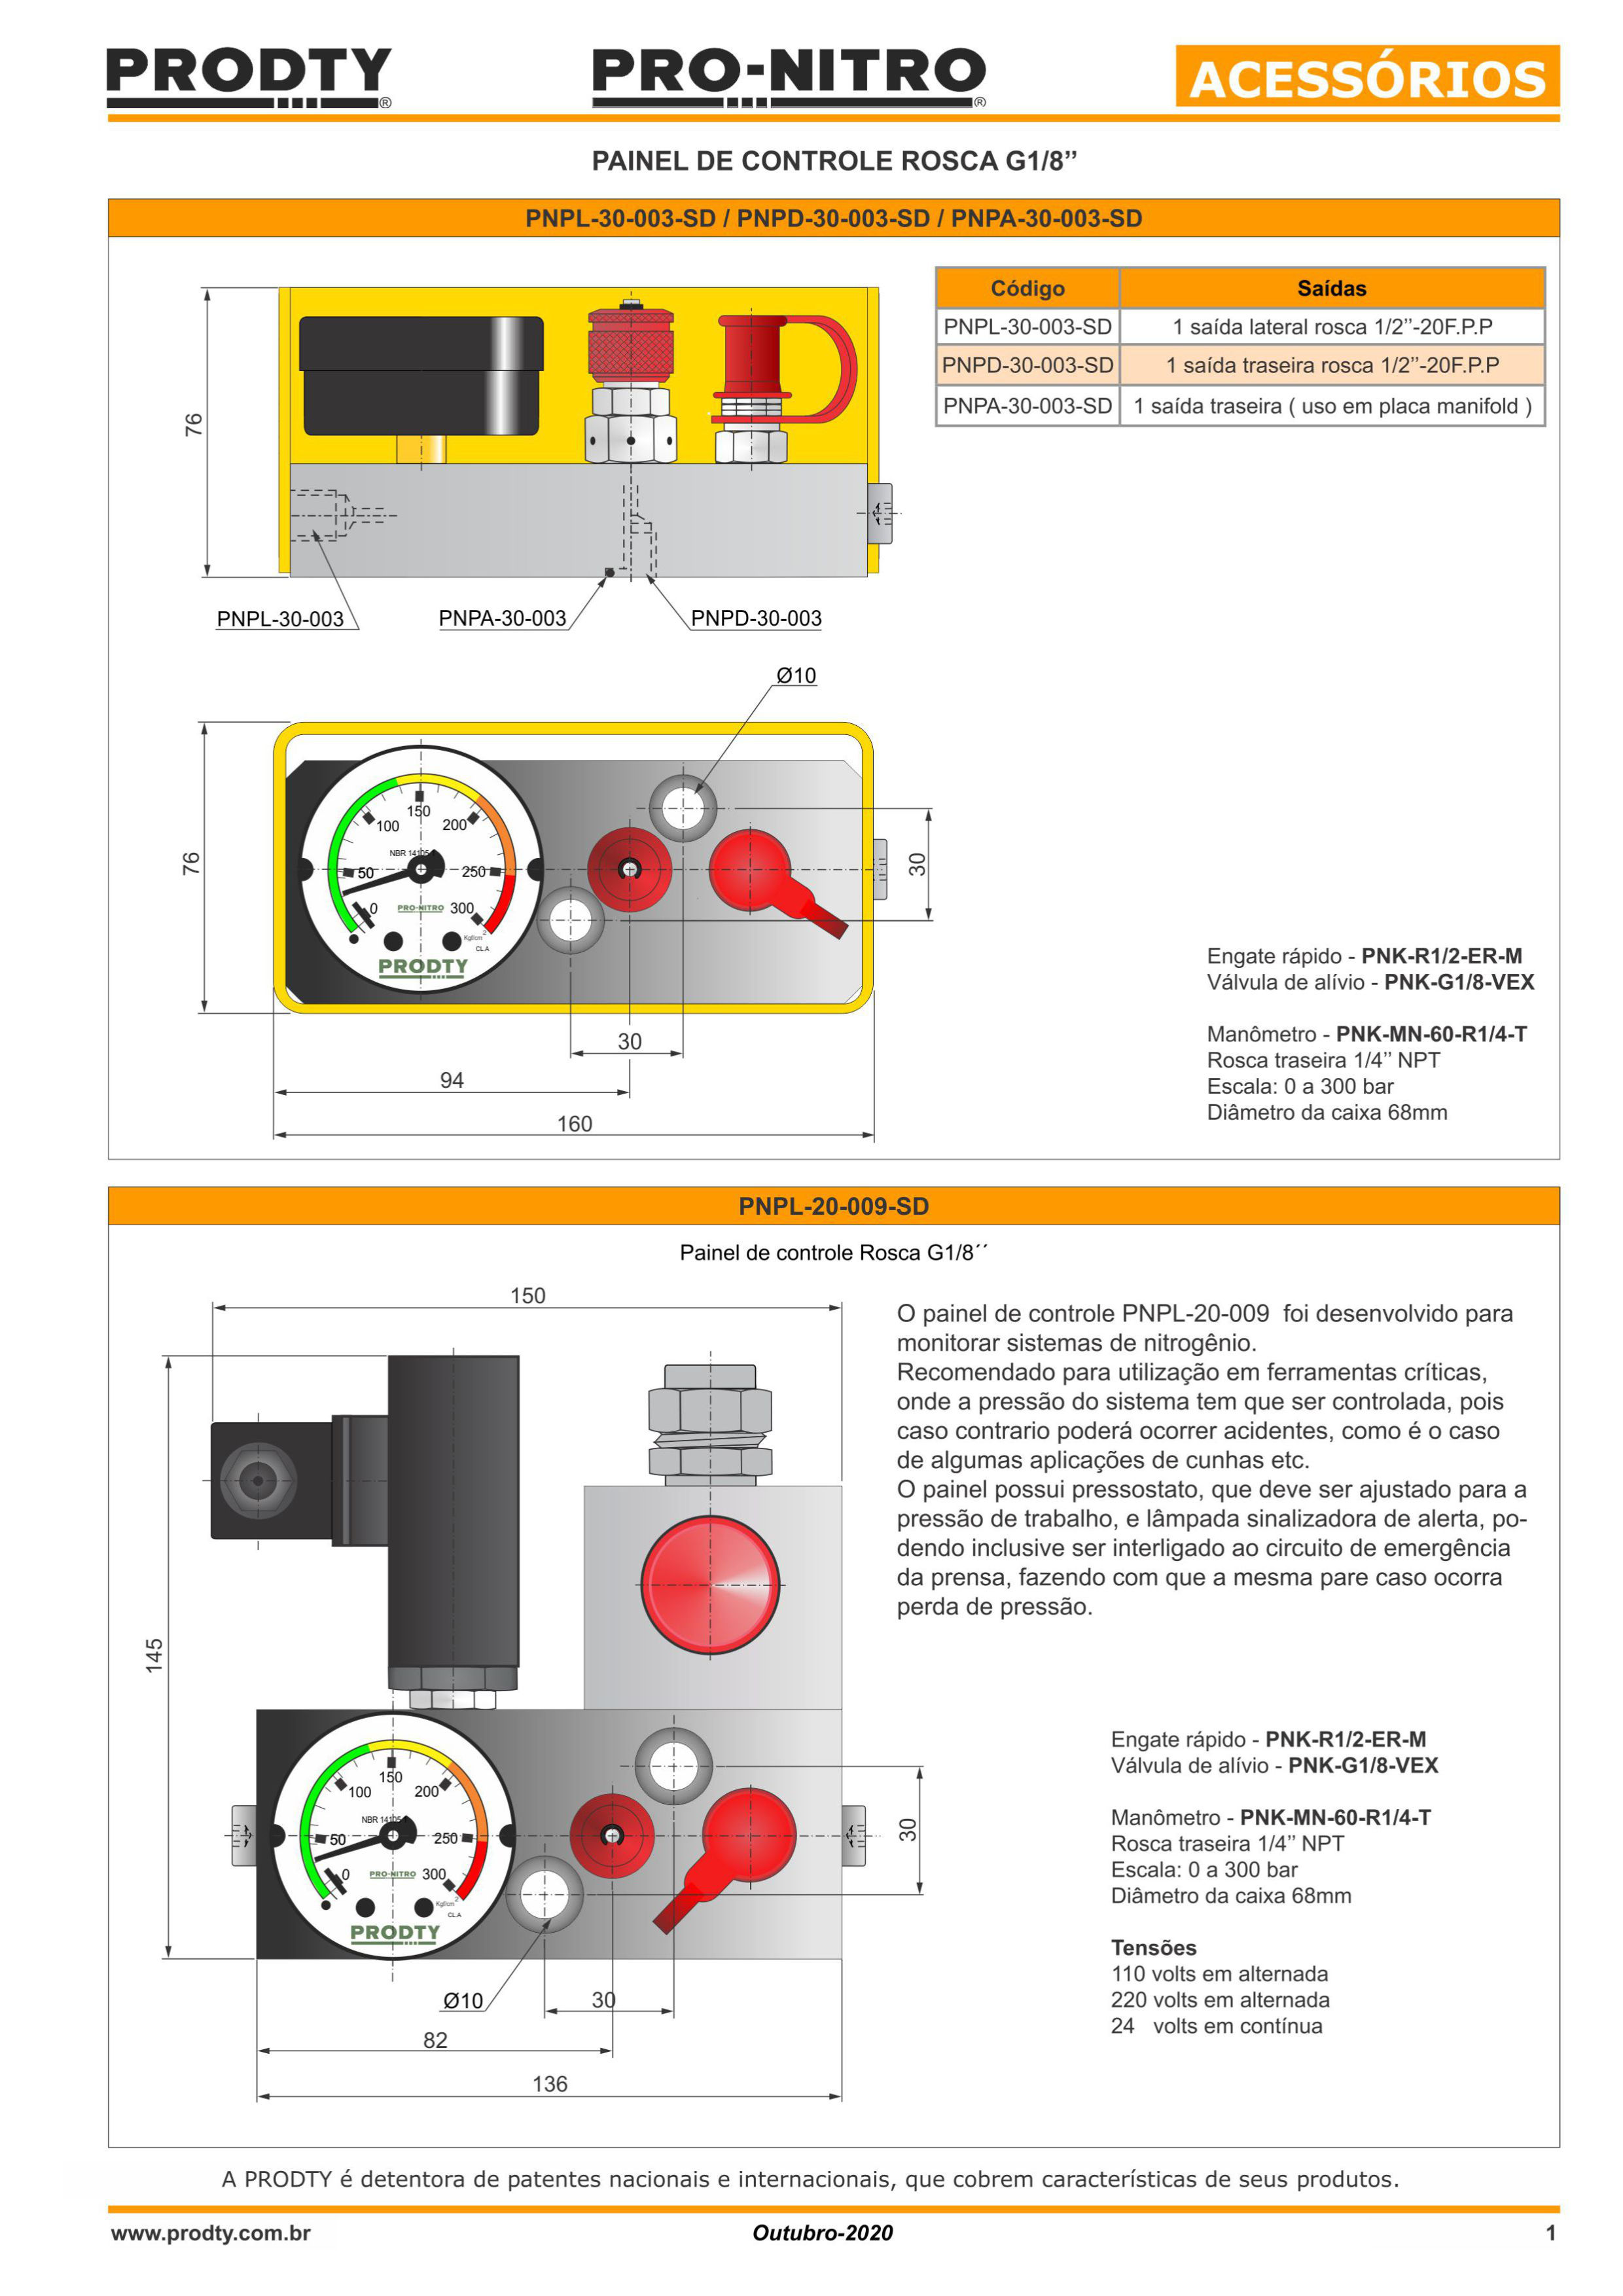 PRODTY®
PRO-NITRO®
ACESSÓRIOS
PAINEL DE CONTROLE ROSCA G1/8’’
PNPL-30-003-SD / PNPD-30-003-SD / PNPA-30-003-SD
Código Saídas
PNPL-30-003-SD 1 saída lateral rosca 1/2’’-20F.P.P
PNPD-30-003-SD 1 saída traseira rosca 1/2’’-20F.P.P
PNPA-30-003-SD 1 saída traseira ( uso em placa manifold )
76
PNPL-30-003
PNPA-30-003
PNPD-30-003
Ø10
76
0
50
100
150
200
250
300
NBR 14105
PRO-NITRO
Kgf/cm²
CL.A
PRODTY
30
30
94
160
Engate rápido - PNK-R1/2-ER-M
Válvula de alívio - PNK-G1/8-VEX
Manômetro - PNK-MN-60-R1/4-T
Rosca traseira 1/4’’ NPT
Escala: 0 a 300 bar
Diâmetro da caixa 68mm
PNPL-20-009-SD
Painel de controle Rosca G1/8´´
150
145
O painel de controle PNPL-20-009 foi desenvolvido para
monitorar sistemas de nitrogênio.
Recomendado para utilização em ferramentas críticas,
onde a pressão do sistema tem que ser controlada, pois
caso contrario poderá ocorrer acidentes, como é o caso
de algumas aplicações de cunhas etc.
O painel possui pressostato, que deve ser ajustado para a
pressão de trabalho, e lâmpada sinalizadora de alerta, po-
dendo inclusive ser interligado ao circuito de emergência
da prensa, fazendo com que a mesma pare caso ocorra
perda de pressão.
0
50
100
150
200
250
300
NBR 14105
PRO-NITRO
Kgf/cm²
CL.A
PRODTY
30
Ø10
30
82
136
Engate rápido - PNK-R1/2-ER-M
Válvula de alívio - PNK-G1/8-VEX
Manômetro - PNK-MN-60-R1/4-T
Rosca traseira 1/4’’ NPT
Escala: 0 a 300 bar
Diâmetro da caixa 68mm
Tensões
110 volts em alternada
220 volts em alternada
24 volts em contínua
A PRODTY é detentora de patentes nacionais e internacionais, que cobrem características de seus produtos.
www.prodty.com.br
Outubro-2020
1